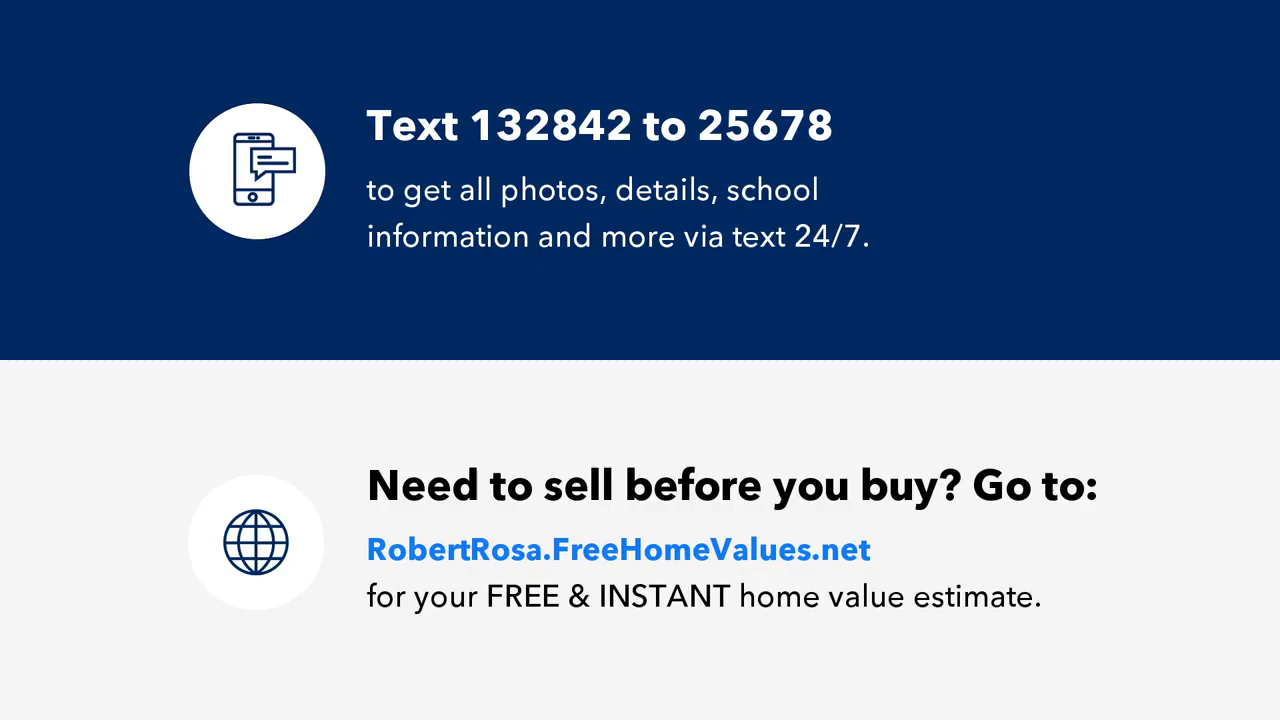 Text 132842 to 25678
to get all photos, details, school
information and more via text 24/7.
Need to sell before you buy? Go to:
RobertRosa.FreeHomeValues.net
for your FREE & INSTANT home value estimate.